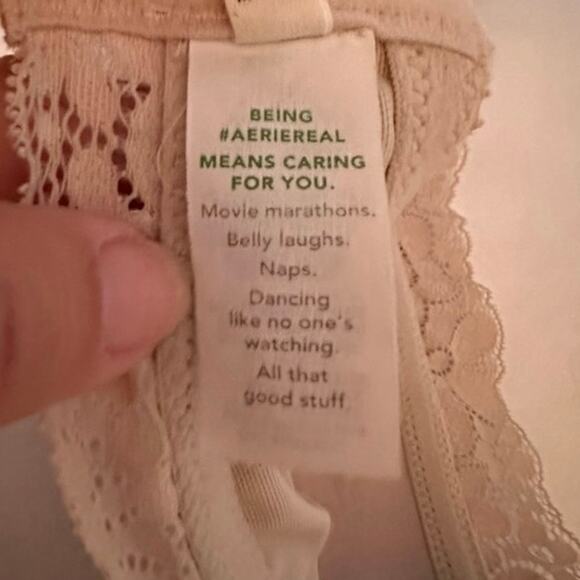 BEING
#AERIEREAL
MEANS CARING
FOR YOU.
Movie marathons.
Belly laughs.
Naps.
Dancing
like no one's
watching.
All that
good stuff.